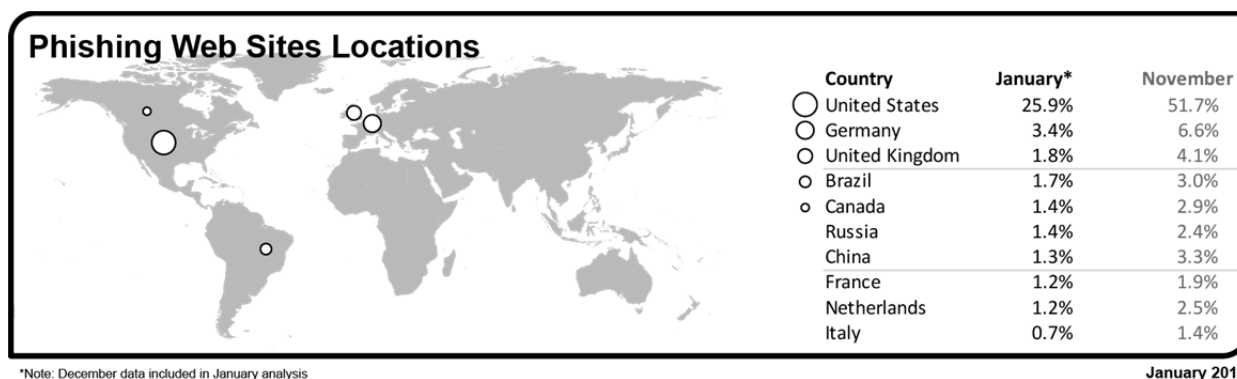 Phishing Web Sites Locations
Country January* November
United States 25.9% 51.7%
Germany 3.4% 6.6%
United Kingdom 1.8% 4.1%
Brazil 1.7% 3.0%
Canada 1.4% 2.9%
Russia 1.4% 2.4%
China 1.3% 3.3%
France 1.2% 1.9%
Netherlands 1.2% 2.5%
Italy 0.7% 1.4%
*Note: December data included in January analysis
January 201